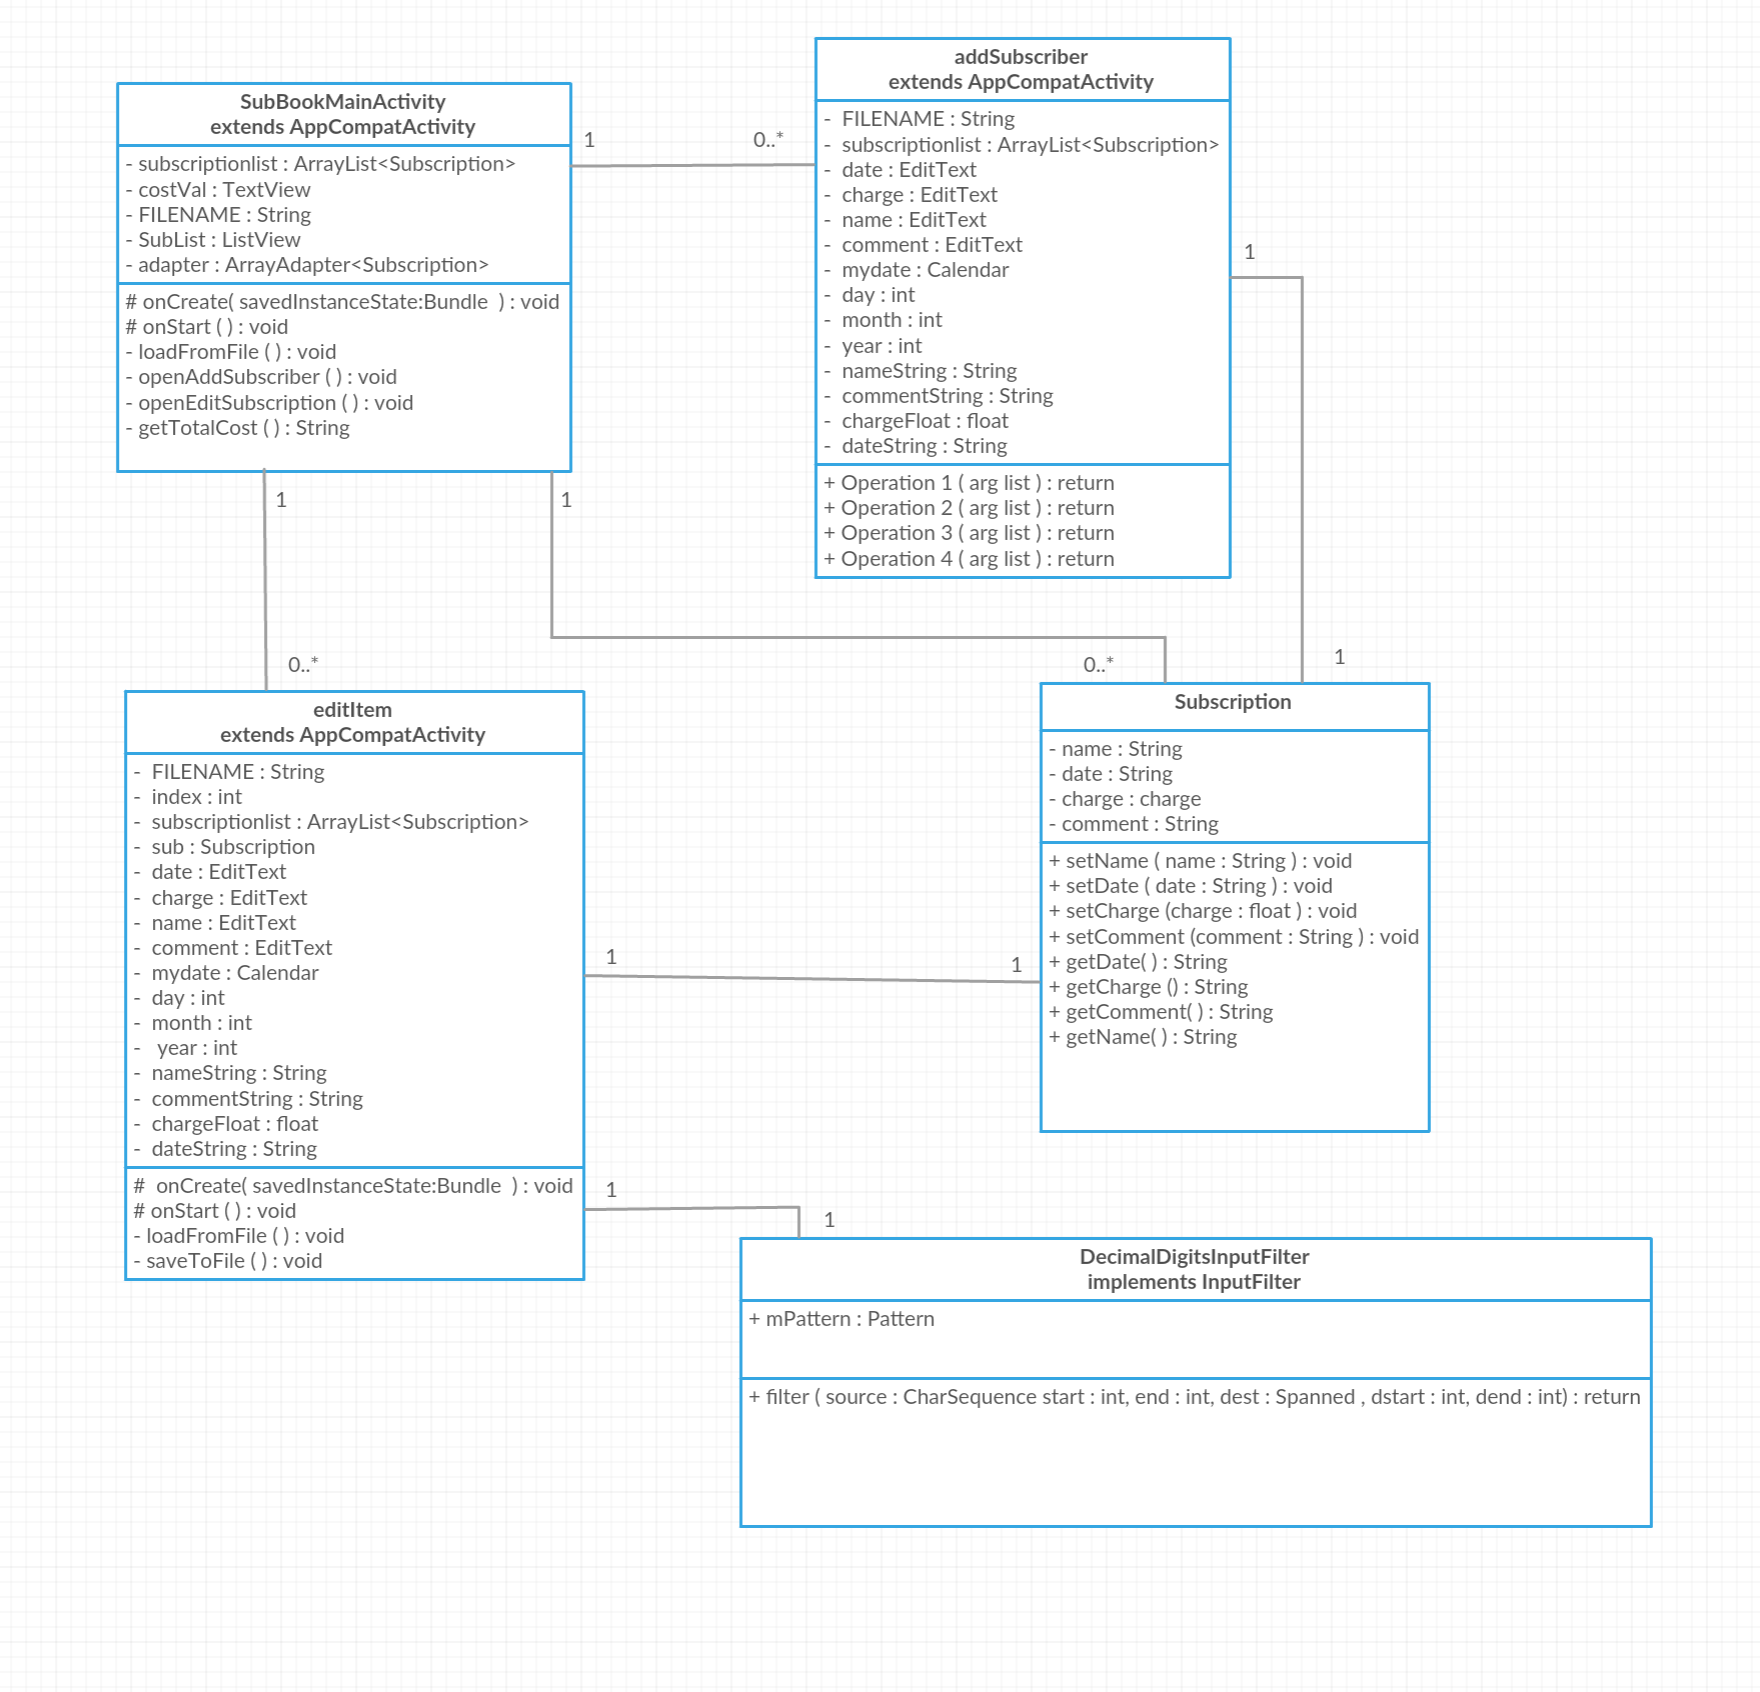 SubBookMainActivity
extends AppCompatActivity
- subscriptionlist : ArrayList<Subscription>
- costVal : TextView
- FILENAME : String
- SubList : ListView
- adapter : ArrayAdapter<Subscription>
# onCreate( savedInstanceState:Bundle ) : void
# onStart ( ) : void
- loadFromFile ( ) : void
- openAddSubscriber ( ) : void
- openEditSubscription ( ) : void
- getTotalCost ( ) : String
1
0..*
addSubscriber
extends AppCompatActivity
- FILENAME : String
- subscriptionlist : ArrayList<Subscription>
- date : EditText
- charge : EditText
- name : EditText
- comment : EditText
- mydate : Calendar
- day : int
- month : int
- year : int
- nameString : String
- commentString : String
- chargeFloat : float
- dateString : String
+ Operation 1 ( arg list ) : return
+ Operation 2 ( arg list ) : return
+ Operation 3 ( arg list ) : return
+ Operation 4 ( arg list ) : return
1
1
1
0..*
0..*
1
editItem
extends AppCompatActivity
- FILENAME : String
- index : int
- subscriptionlist : ArrayList<Subscription>
- sub : Subscription
- date : EditText
- charge : EditText
- name : EditText
- comment : EditText
- mydate : Calendar
- day : int
- month : int
- year : int
- nameString : String
- commentString : String
- chargeFloat : float
- dateString : String
# onCreate( savedInstanceState:Bundle ) : void
# onStart ( ) : void
- loadFromFile ( ) : void
- saveToFile ( ) : void
1
1
Subscription
- name : String
- date : String
- charge : charge
- comment : String
+ setName ( name : String ) : void
+ setDate ( date : String ) : void
+ setCharge (charge : float ) : void
+ setComment (comment : String ) : void
+ getDate( ) : String
+ getCharge () : String
+ getComment( ) : String
+ getName( ) : String
1
1
DecimalDigitsInputFilter
implements InputFilter
+ mPattern : Pattern
+ filter ( source : CharSequence start : int, end : int, dest : Spanned , dstart : int, dend : int) : return